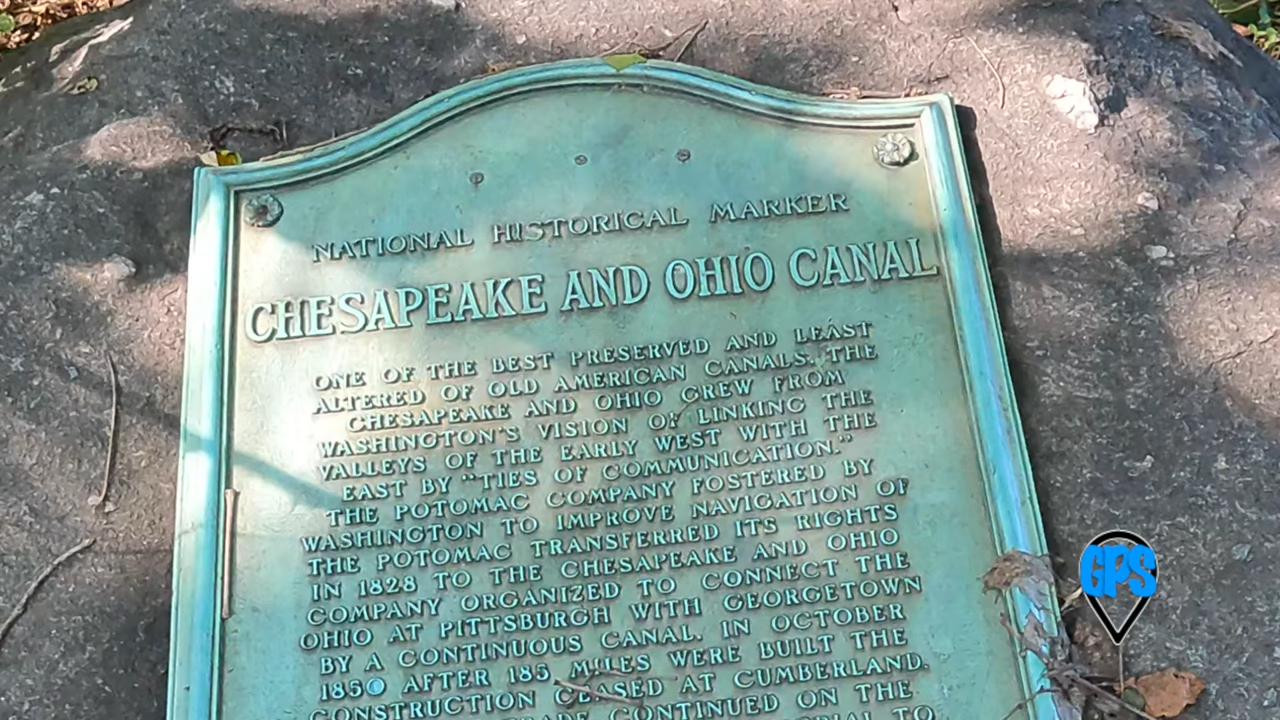 NATIONAL HISTORICAL MARKER
CHESAPEAKE AND OHIO CANAL
ONE OF THE BEST PRESERVED AND LEAST
ALTERED OF OLD AMERICAN CANALS. THE
CHESAPEAKE AND OHIO GREW FROM
WASHINGTON'S VISION OF LINKING THE
VALLEYS OF THE EARLY WEST WITH THE
EAST BY "TIES OF COMMUNICATION."
THE POTOMAC COMPANY FOSTERED BY
WASHINGTON TO IMPROVE NAVIGATION OF
THE POTOMAC TRANSFERRED ITS RIGHTS
IN 1828 TO THE CHESAPEAKE AND OHIO
COMPANY ORGANIZED TO CONNECT THE
OHIO AT PITTSBURGH WITH GEORGETOWN
BY A CONTINUOUS CANAL. IN OCTOBER
1850 AFTER 185 MILES WERE BUILT THE
CONSTRUCTION CEASED AT CUMBERLAND.
TRADE CONTINUED ON THE
TO
GPS